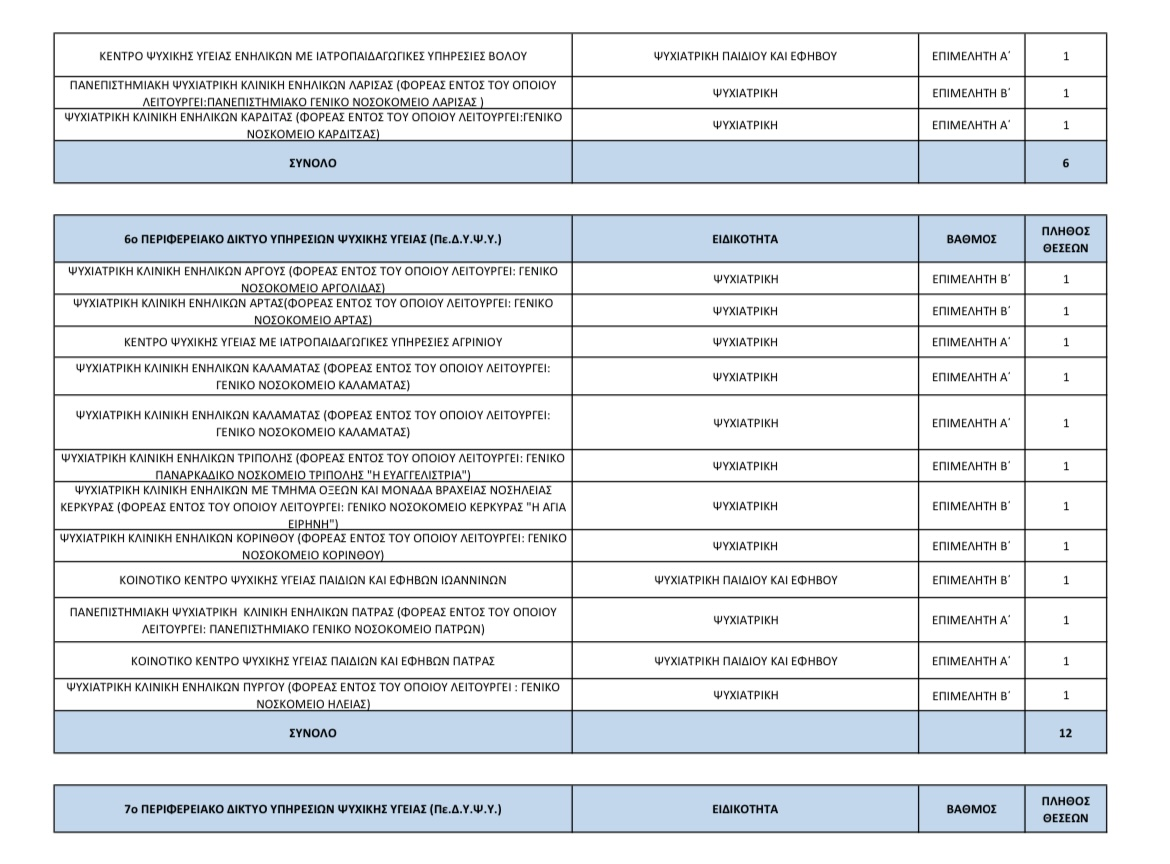 ΚΕΝΤΡΟ ΨΥΧΙΚΗΣ ΥΓΕΙΑΣ ΕΝΗΛΙΚΩΝ ΜΕ ΙΑΤΡΟΠΑΙΔΑΓΩΓΙΚΕΣ ΥΠΗΡΕΣΙΕΣ ΒΟΛΟΥ ΨΥΧΙΑΤΡΙΚΗ ΠΑΙΔΙΟΥ ΚΑΙ ΕΦΗΒΟΥ ΕΠΙΜΕΛΗΤΗ Α΄ 1
ΠΑΝΕΠΙΣΤΗΜΙΑΚΗ ΨΥΧΙΑΤΡΙΚΗ ΚΛΙΝΙΚΗ ΕΝΗΛΙΚΩΝ ΛΑΡΙΣΑΣ (ΦΟΡΕΑΣ ΕΝΤΟΣ ΤΟΥ ΟΠΟΙΟΥ
ΛΕΙΤΟΥΡΓΕΙ:ΠΑΝΕΠΙΣΤΗΜΙΑΚΟ ΓΕΝΙΚΟ ΝΟΣΟΚΟΜΕΙΟ ΛΑΡΙΣΑΣ ) ΨΥΧΙΑΤΡΙΚΗ ΕΠΙΜΕΛΗΤΗ Β΄ 1
ΨΥΧΙΑΤΡΙΚΗ ΚΛΙΝΙΚΗ ΕΝΗΛΙΚΩΝ ΚΑΡΔΙΤΑΣ (ΦΟΡΕΑΣ ΕΝΤΟΣ ΤΟΥ ΟΠΟΙΟΥ ΛΕΙΤΟΥΡΓΕΙ:ΓΕΝΙΚΟ
ΝΟΣΚΟΜΕΙΟ ΚΑΡΔΙΤΣΑΣ) ΨΥΧΙΑΤΡΙΚΗ ΕΠΙΜΕΛΗΤΗ Α΄ 1
ΣΥΝΟΛΟ 6
6ο ΠΕΡΙΦΕΡΕΙΑΚΟ ΔΙΚΤΥΟ ΥΠΗΡΕΣΙΩΝ ΨΥΧΙΚΗΣ ΥΓΕΙΑΣ (Πε.Δ.Υ.Ψ.Υ.) ΕΙΔΙΚΟΤΗΤΑ ΒΑΘΜΟΣ ΠΛΗΘΟΣ
ΘΕΣΕΩΝ
ΨΥΧΙΑΤΡΙΚΗ ΚΛΙΝΙΚΗ ΕΝΗΛΙΚΩΝ ΑΡΓΟΥΣ (ΦΟΡΕΑΣ ΕΝΤΟΣ ΤΟΥ ΟΠΟΙΟΥ ΛΕΙΤΟΥΡΓΕΙ: ΓΕΝΙΚΟ
ΝΟΣΟΚΟΜΕΙΟ ΑΡΓΟΛΙΔΑΣ) ΨΥΧΙΑΤΡΙΚΗ ΕΠΙΜΕΛΗΤΗ Β΄ 1
ΨΥΧΙΑΤΡΙΚΗ ΚΛΙΝΙΚΗ ΕΝΗΛΙΚΩΝ ΑΡΤΑΣ(ΦΟΡΕΑΣ ΕΝΤΟΣ ΤΟΥ ΟΠΟΙΟΥ ΛΕΙΤΟΥΡΓΕΙ: ΓΕΝΙΚΟ
ΝΟΣΟΚΟΜΕΙΟ ΑΡΤΑΣ) ΨΥΧΙΑΤΡΙΚΗ ΕΠΙΜΕΛΗΤΗ Β΄ 1
ΚΕΝΤΡΟ ΨΥΧΙΚΗΣ ΥΓΕΙΑΣ ΜΕ ΙΑΤΡΟΠΑΙΔΑΓΩΓΙΚΕΣ ΥΠΗΡΕΣΙΕΣ ΑΓΡΙΝΙΟΥ ΨΥΧΙΑΤΡΙΚΗ ΕΠΙΜΕΛΗΤΗ Α΄ 1
ΨΥΧΙΑΤΡΙΚΗ ΚΛΙΝΙΚΗ ΕΝΗΛΙΚΩΝ ΚΑΛΑΜΑΤΑΣ (ΦΟΡΕΑΣ ΕΝΤΟΣ ΤΟΥ ΟΠΟΙΟΥ ΛΕΙΤΟΥΡΓΕΙ:
ΓΕΝΙΚΟ ΝΟΣΟΚΟΜΕΙΟ ΚΑΛΑΜΑΤΑΣ) ΨΥΧΙΑΤΡΙΚΗ ΕΠΙΜΕΛΗΤΗ Α΄ 1
ΨΥΧΙΑΤΡΙΚΗ ΚΛΙΝΙΚΗ ΕΝΗΛΙΚΩΝ ΚΑΛΑΜΑΤΑΣ (ΦΟΡΕΑΣ ΕΝΤΟΣ ΤΟΥ ΟΠΟΙΟΥ ΛΕΙΤΟΥΡΓΕΙ:
ΓΕΝΙΚΟ ΝΟΣΟΚΟΜΕΙΟ ΚΑΛΑΜΑΤΑΣ) ΨΥΧΙΑΤΡΙΚΗ ΕΠΙΜΕΛΗΤΗ Α΄ 1
ΨΥΧΙΑΤΡΙΚΗ ΚΛΙΝΙΚΗ ΕΝΗΛΙΚΩΝ ΤΡΙΠΟΛΗΣ (ΦΟΡΕΑΣ ΕΝΤΟΣ ΤΟΥ ΟΠΟΙΟΥ ΛΕΙΤΟΥΡΓΕΙ: ΓΕΝΙΚΟ
ΠΑΝΑΡΚΑΔΙΚΟ ΝΟΣΚΟΜΕΙΟ ΤΡΙΠΟΛΗΣ "Η ΕΥΑΓΓΕΛΙΣΤΡΙΑ") ΨΥΧΙΑΤΡΙΚΗ ΕΠΙΜΕΛΗΤΗ Β΄ 1
ΨΥΧΙΑΤΡΙΚΗ ΚΛΙΝΙΚΗ ΕΝΗΛΙΚΩΝ ΜΕ ΤΜΗΜΑ ΟΞΕΩΝ ΚΑΙ ΜΟΝΑΔΑ ΒΡΑΧΕΙΑΣ ΝΟΣΗΛΕΙΑΣ
ΚΕΡΚΥΡΑΣ (ΦΟΡΕΑΣ ΕΝΤΟΣ ΤΟΥ ΟΠΟΙΟΥ ΛΕΙΤΟΥΡΓΕΙ: ΓΕΝΙΚΟ ΝΟΣΟΚΟΜΕΙΟ ΚΕΡΚΥΡΑΣ "Η ΑΓΙΑ
ΕΙΡΗΝΗ") ΨΥΧΙΑΤΡΙΚΗ ΕΠΙΜΕΛΗΤΗ Β΄ 1
ΨΥΧΙΑΤΡΙΚΗ ΚΛΙΝΙΚΗ ΕΝΗΛΙΚΩΝ ΚΟΡΙΝΘΟΥ (ΦΟΡΕΑΣ ΕΝΤΟΣ ΤΟΥ ΟΠΟΙΟΥ ΛΕΙΤΟΥΡΓΕΙ: ΓΕΝΙΚΟ
ΝΟΣΟΚΟΜΕΙΟ ΚΟΡΙΝΘΟΥ) ΨΥΧΙΑΤΡΙΚΗ ΕΠΙΜΕΛΗΤΗ Β΄ 1
ΚΟΙΝΟΤΙΚΟ ΚΕΝΤΡΟ ΨΥΧΙΚΗΣ ΥΓΕΙΑΣ ΠΑΙΔΙΩΝ ΚΑΙ ΕΦΗΒΩΝ ΙΩΑΝΝΙΝΩΝ ΨΥΧΙΑΤΡΙΚΗ ΠΑΙΔΙΟΥ ΚΑΙ ΕΦΗΒΟΥ ΕΠΙΜΕΛΗΤΗ Β΄ 1
ΠΑΝΕΠΙΣΤΗΜΙΑΚΗ ΨΥΧΙΑΤΡΙΚΗ ΚΛΙΝΙΚΗ ΕΝΗΛΙΚΩΝ ΠΑΤΡΑΣ (ΦΟΡΕΑΣ ΕΝΤΟΣ ΤΟΥ ΟΠΟΙΟΥ
ΛΕΙΤΟΥΡΓΕΙ: ΠΑΝΕΠΙΣΤΗΜΙΑΚΟ ΓΕΝΙΚΟ ΝΟΣΟΚΟΜΕΙΟ ΠΑΤΡΩΝ) ΨΥΧΙΑΤΡΙΚΗ ΕΠΙΜΕΛΗΤΗ Α΄ 1
ΚΟΙΝΟΤΙΚΟ ΚΕΝΤΡΟ ΨΥΧΙΚΗΣ ΥΓΕΙΑΣ ΠΑΙΔΙΩΝ ΚΑΙ ΕΦΗΒΩΝ ΠΑΤΡΑΣ ΨΥΧΙΑΤΡΙΚΗ ΠΑΙΔΙΟΥ ΚΑΙ ΕΦΗΒΟΥ ΕΠΙΜΕΛΗΤΗ Α΄ 1
ΨΥΧΙΑΤΡΙΚΗ ΚΛΙΝΙΚΗ ΕΝΗΛΙΚΩΝ ΠΥΡΓΟΥ (ΦΟΡΕΑΣ ΕΝΤΟΣ ΤΟΥ ΟΠΟΙΟΥ ΛΕΙΤΟΥΡΓΕΙ : ΓΕΝΙΚΟ
ΝΟΣΚΟΜΕΙΟ ΗΛΕΙΑΣ) ΨΥΧΙΑΤΡΙΚΗ ΕΠΙΜΕΛΗΤΗ Β΄ 1
ΣΥΝΟΛΟ 12
7ο ΠΕΡΙΦΕΡΕΙΑΚΟ ΔΙΚΤΥΟ ΥΠΗΡΕΣΙΩΝ ΨΥΧΙΚΗΣ ΥΓΕΙΑΣ (Πε.Δ.Υ.Ψ.Υ.) ΕΙΔΙΚΟΤΗΤΑ ΒΑΘΜΟΣ ΠΛΗΘΟΣ
ΘΕΣΕΩΝ